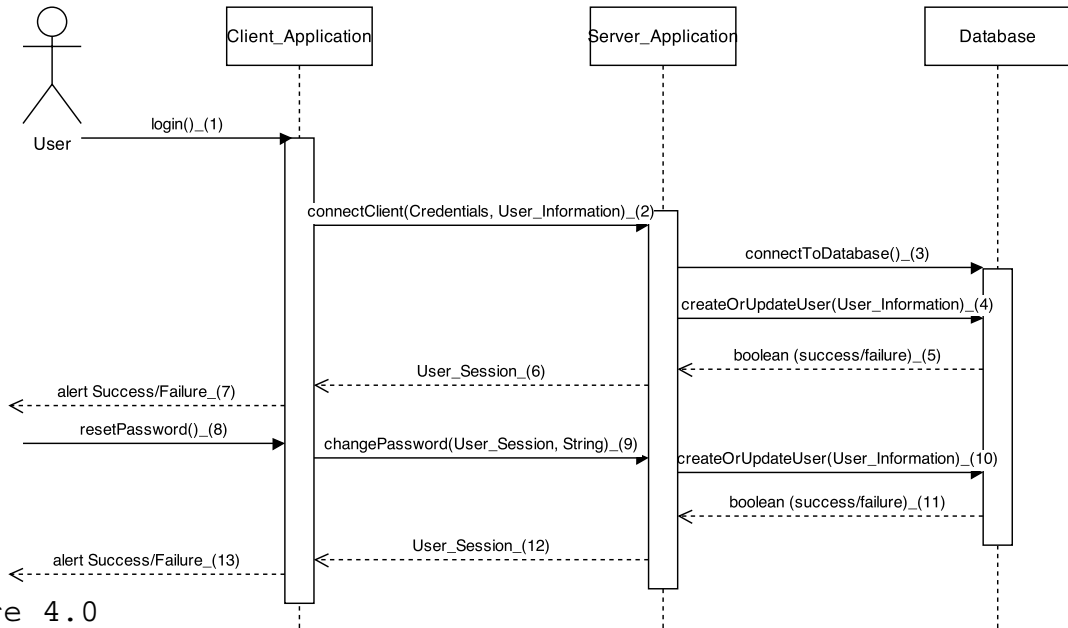 Client_Application
Server_Application
Database
User
login()_(1)
connectClient(Credentials, User_Information)_(2)
connectToDatabase()_(3)
createOrUpdateUser(User_Information)_(4)
boolean (success/failure)_(5)
User_Session_(6)
alert Success/Failure_(7)
resetPassword()_(8)
changePassword(User_Session, String)_(9)
createOrUpdateUser(User_Information)_(10)
boolean (success/failure)_(11)
User_Session_(12)
alert Success/Failure_(13)
4.0